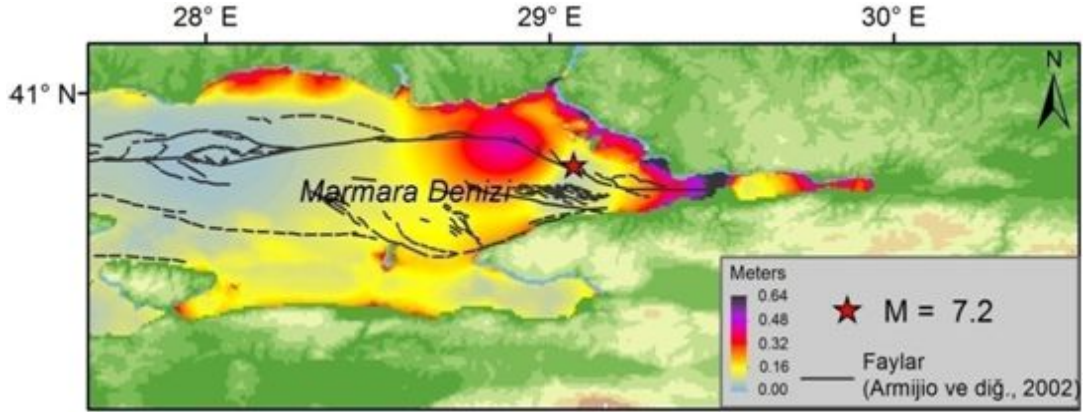 28° E 29° E 30° E
41° N
N
Marmara Denizi
Meters
0.64
0.48
0.32
0.16
0.00
M = 7.2
Faylar
(Armijio ve diğ., 2002)